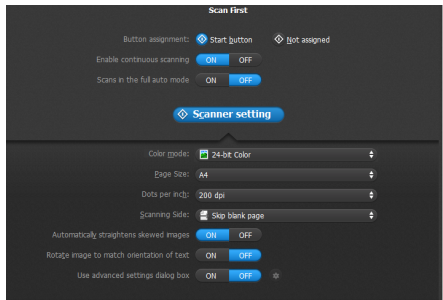 Scan First
Button assignment: Start button Not assigned
Enable continuous scanning ON OFF
Scans in the full auto mode ON OFF
Scanner setting
Color mode: 24-bit Color
Page Size: A4
Dots per inch: 200 dpi
Scanning Side: Skip blank page
Automatically straightens skewed images ON OFF
Rotate image to match orientation of text ON OFF
Use advanced settings dialog box ON OFF